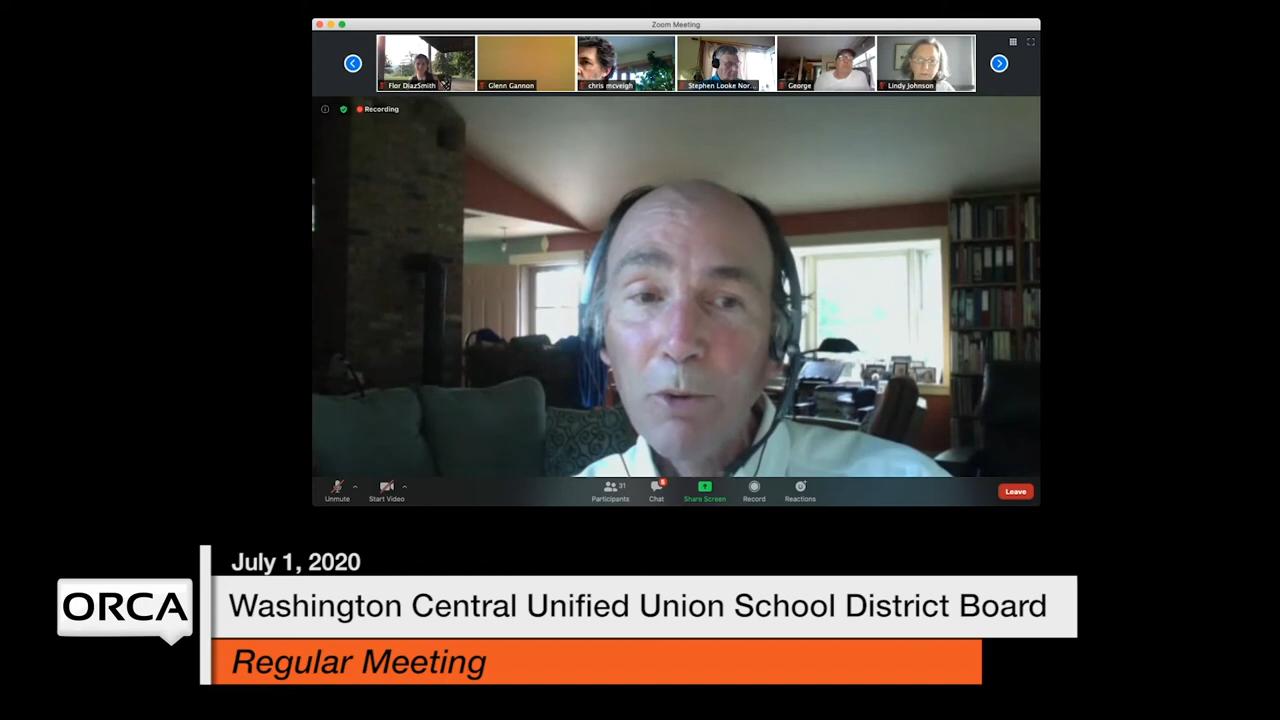 Zoom Meeting
Flor DiazSmith
Glenn Gannon
chris mcveigh
Stephen Looke Nor...
George
Lindy Johnson
Recording
Unmute
Start Video
Participants
31
Chat
Share Screen
Record
Reactions
Leave
July 1, 2020
ORCA
Washington Central Unified Union School District Board
Regular Meeting